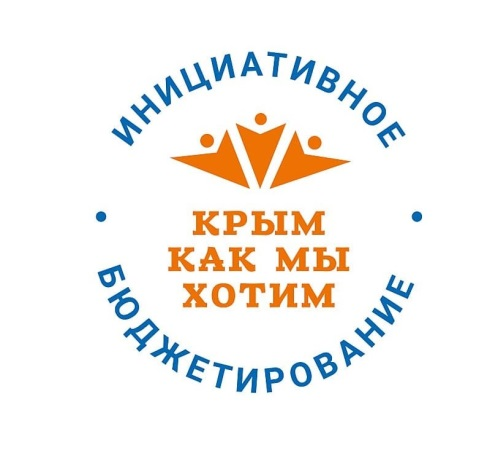 ИНИЦИАТИВНОЕ
КРЫМ
КАК МЫ
ХОТИМ
БЮДЖЕТИРОВАНИЕ